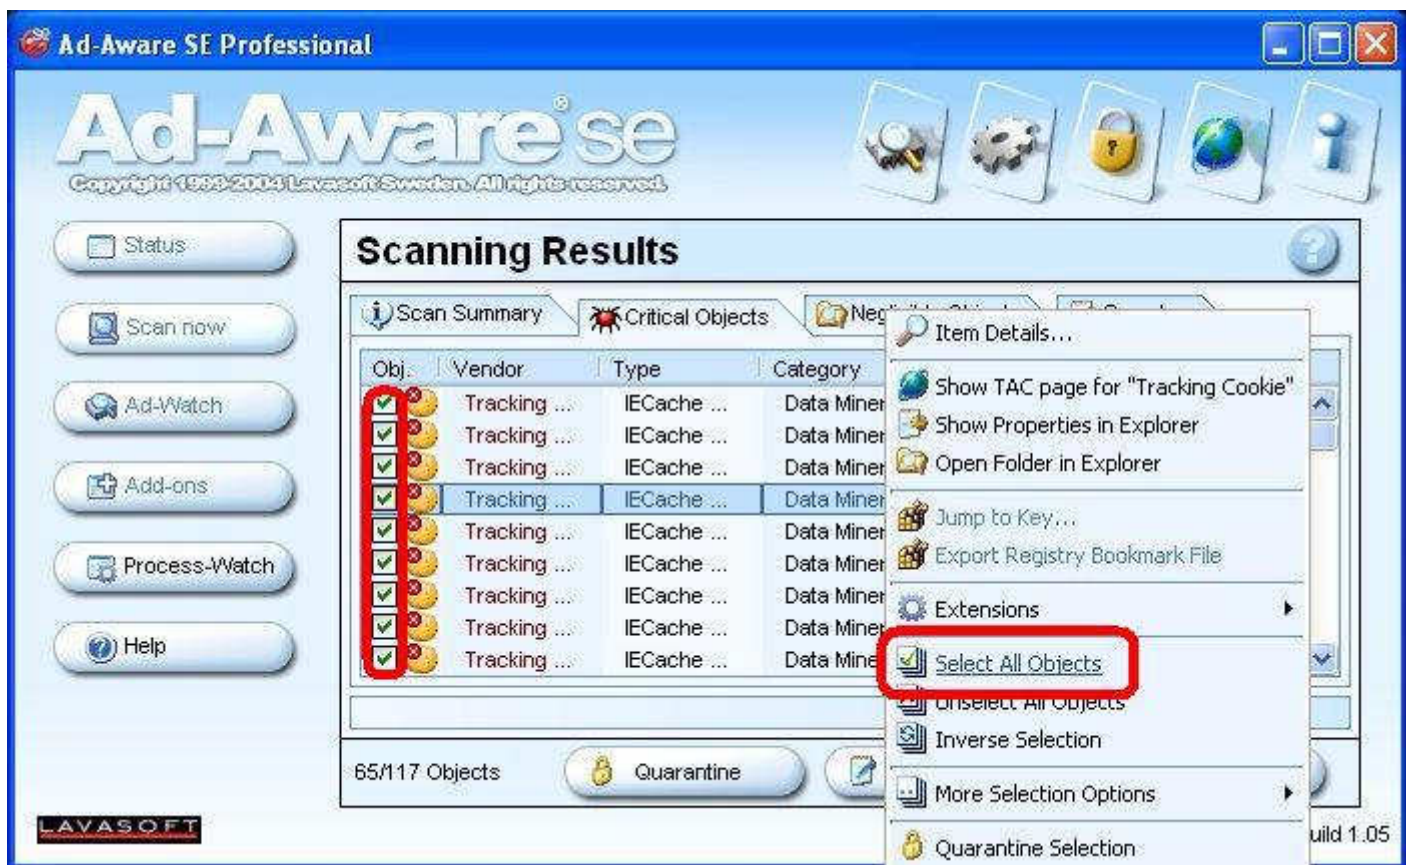 Ad-Aware SE Professional
Ad-Aware® SE
Copyright 1999-2004 Lavasoft Sweden. All rights reserved.
Status
Scan now
Ad-Watch
Add-ons
Process-Watch
Help
LAVASOFT
Scanning Results
Scan Summary
Critical Objects
Obj. Vendor Type Category
Tracking ... IECache ... Data Miner
Tracking ... IECache ... Data Miner
Tracking ... IECache ... Data Miner
Tracking ... IECache ... Data Miner
Tracking ... IECache ... Data Miner
Tracking ... IECache ... Data Miner
Tracking ... IECache ... Data Miner
Tracking ... IECache ... Data Miner
Tracking ... IECache ... Data Mine
65/117 Objects
Quarantine
Item Details...
Show TAC page for "Tracking Cookie"
Show Properties in Explorer
Open Folder in Explorer
Jump to Key...
Export Registry Bookmark File
Extensions
Select All Objects
Unselect All Objects
Inverse Selection
More Selection Options
Quarantine Selection
uild 1.05